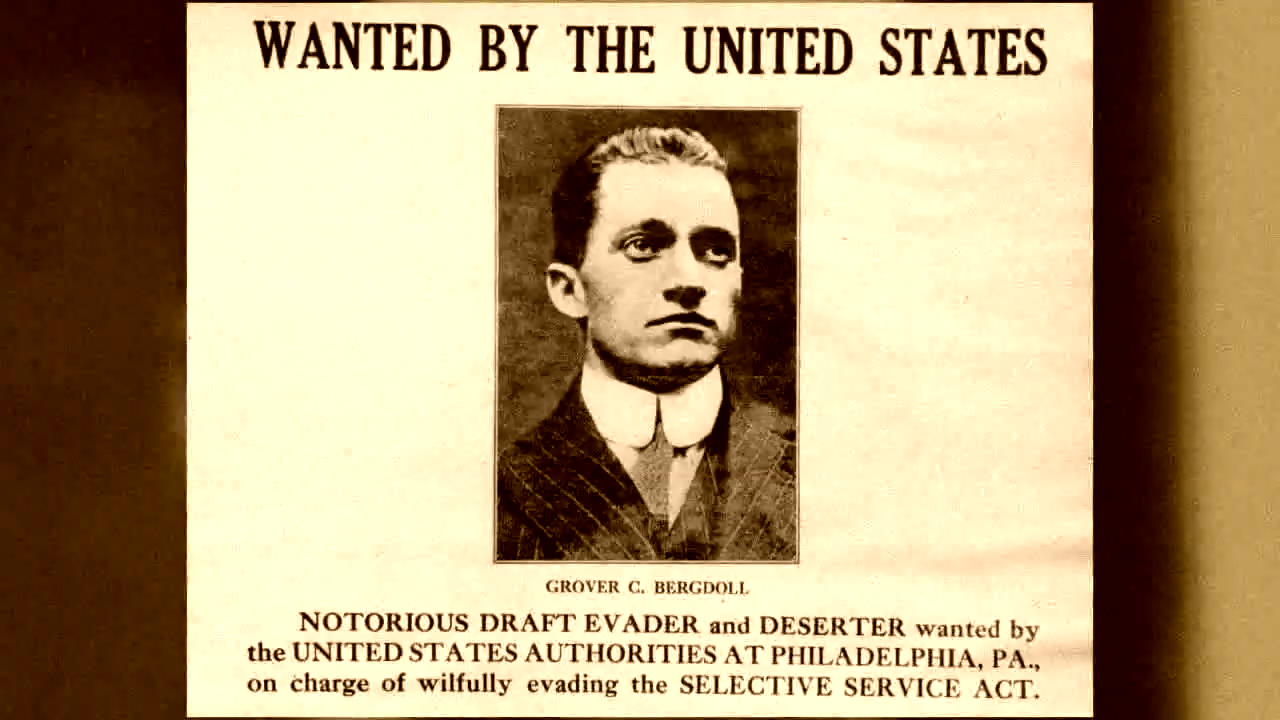 WANTED BY THE UNITED STATES
GROVER C. BERGDOLL
NOTORIOUS DRAFT EVADER and DESERTER wanted by
the UNITED STATES AUTHORITIES AT PHILADELPHIA, PA.,
on charge of wilfully evading the SELECTIVE SERVICE ACT.